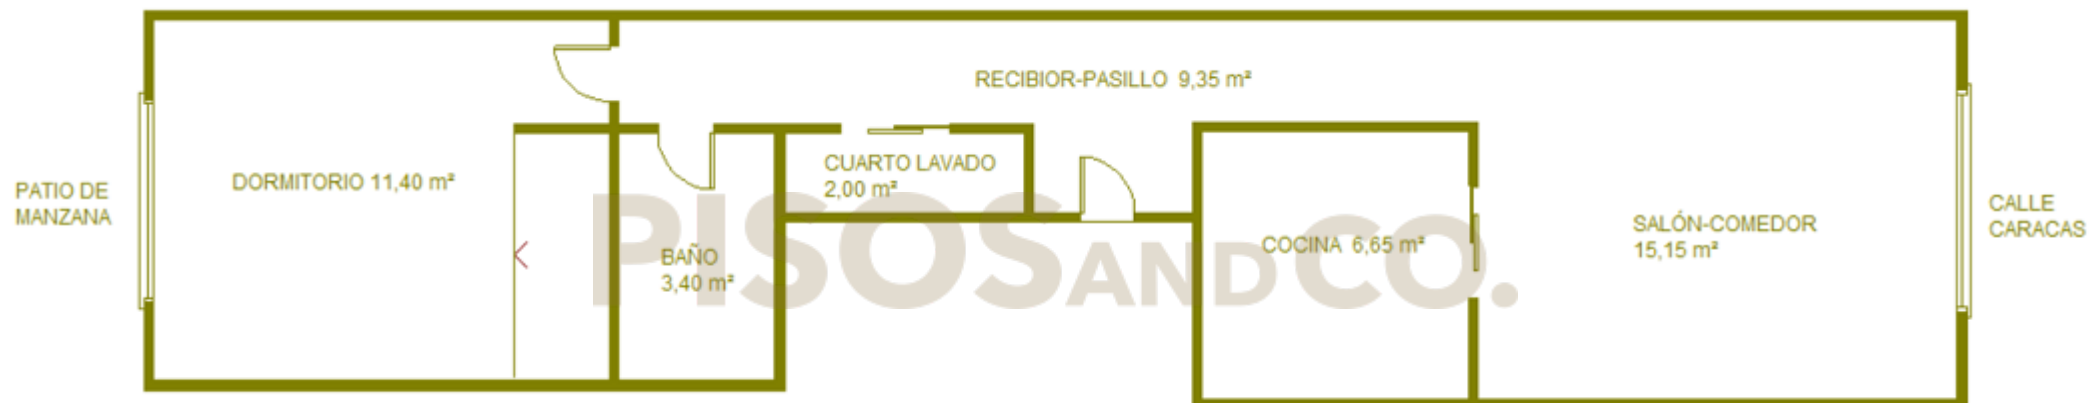 RECIBIOR-PASILLO 9,35 m²
CUARTO LAVADO
2,00 m²
DORMITORIO 11,40 m²
PATIO DE
MANZANA
BAÑO
3,40 m²
COCINA 6,65 m²
SALÓN-COMEDOR
15,15 m²
CALLE
CARACAS
PISOS AND CO.